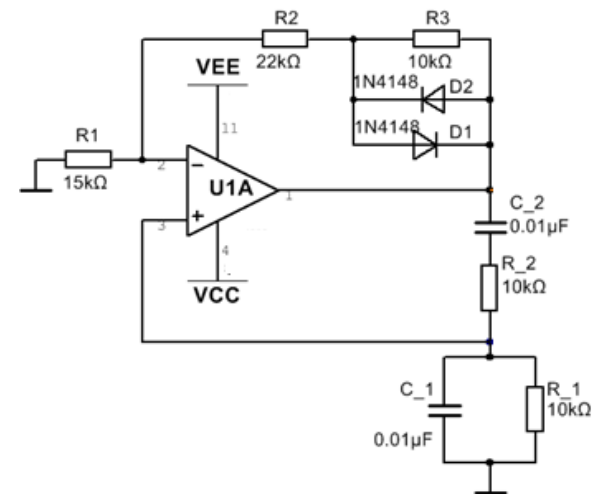 R2
R3
22kΩ
10kΩ
VEE
1N4148
D2
11
1N4148
D1
R1
15kΩ
2
U1A
1
3
4
VCC
C_2
0.01µF
R_2
10kΩ
C_1
0.01µF
R_1
10kΩ